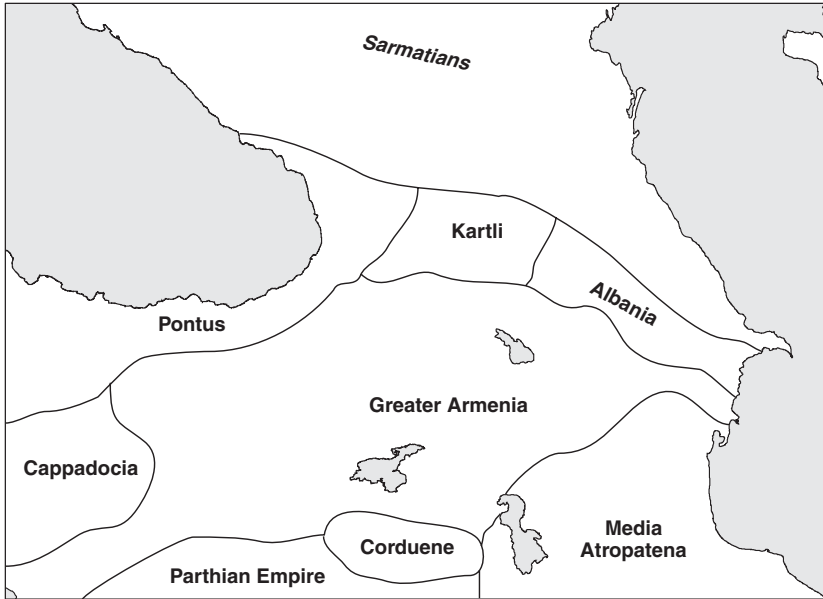 Sarmatians
Kartli
Albania
Pontus
Greater Armenia
Cappadocia
Media
Atropatena
Corduene
Parthian Empire